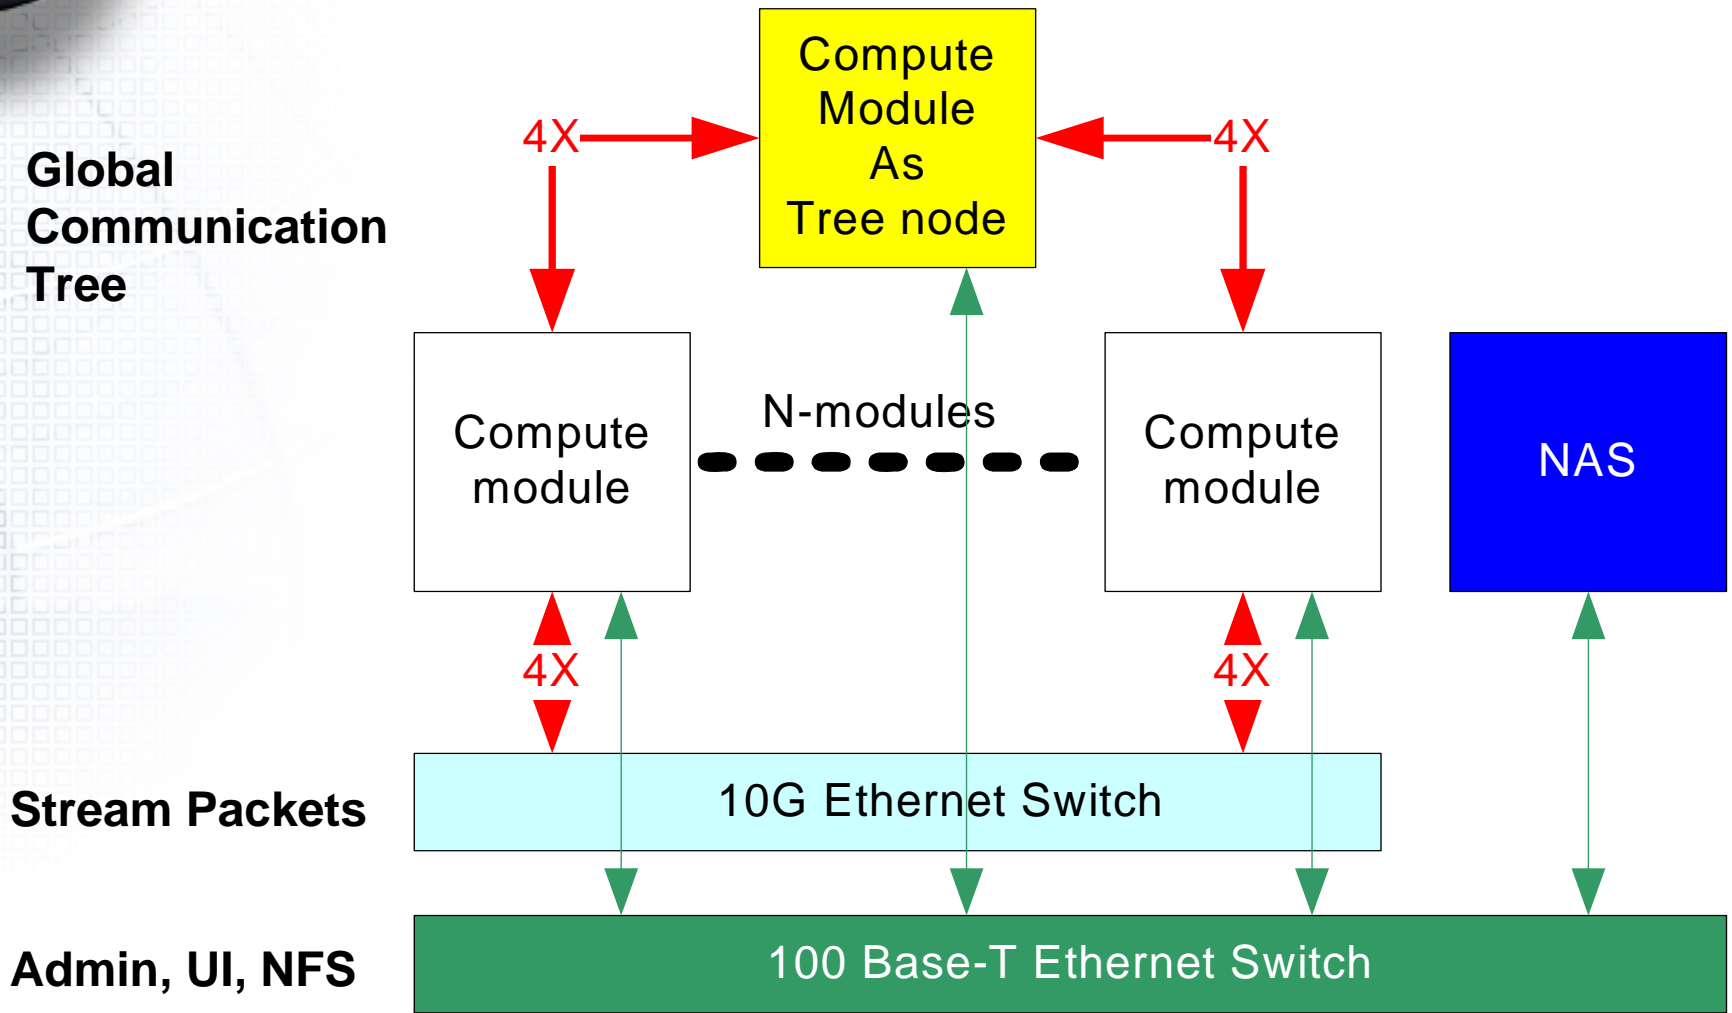 Compute
Module
As
Tree node
4X
4X
Global
Communication
Tree
Compute
module
N-modules
Compute
module
NAS
4X
4X
Stream Packets
10G Ethernet Switch
Admin, UI, NFS
100 Base-T Ethernet Switch